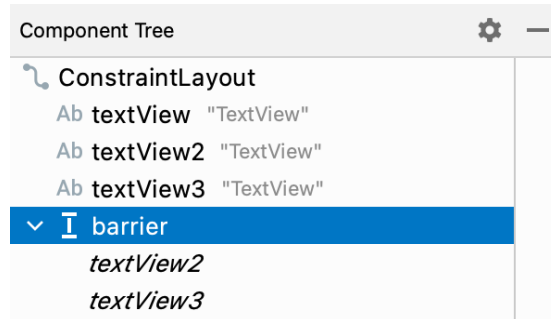 Component Tree
ConstraintLayout
Ab textView "TextView"
Ab textView2 "TextView"
Ab textView3 "TextView"
barrier
textView2
textView3